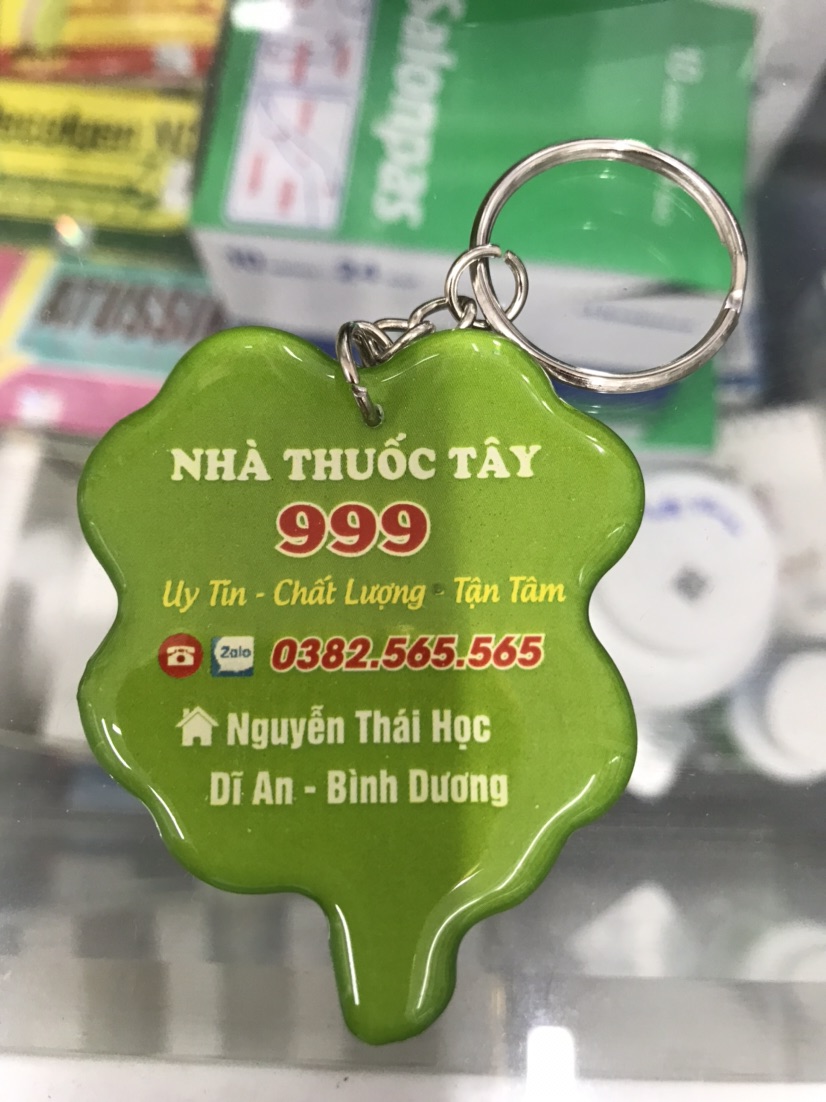 Salonpas
NHÀ THUỐC TÂY
999
Uy Tín - Chất Lượng - Tận Tâm
Zalo 0382.565.565
Nguyễn Thái Học
Dĩ An - Bình Dương